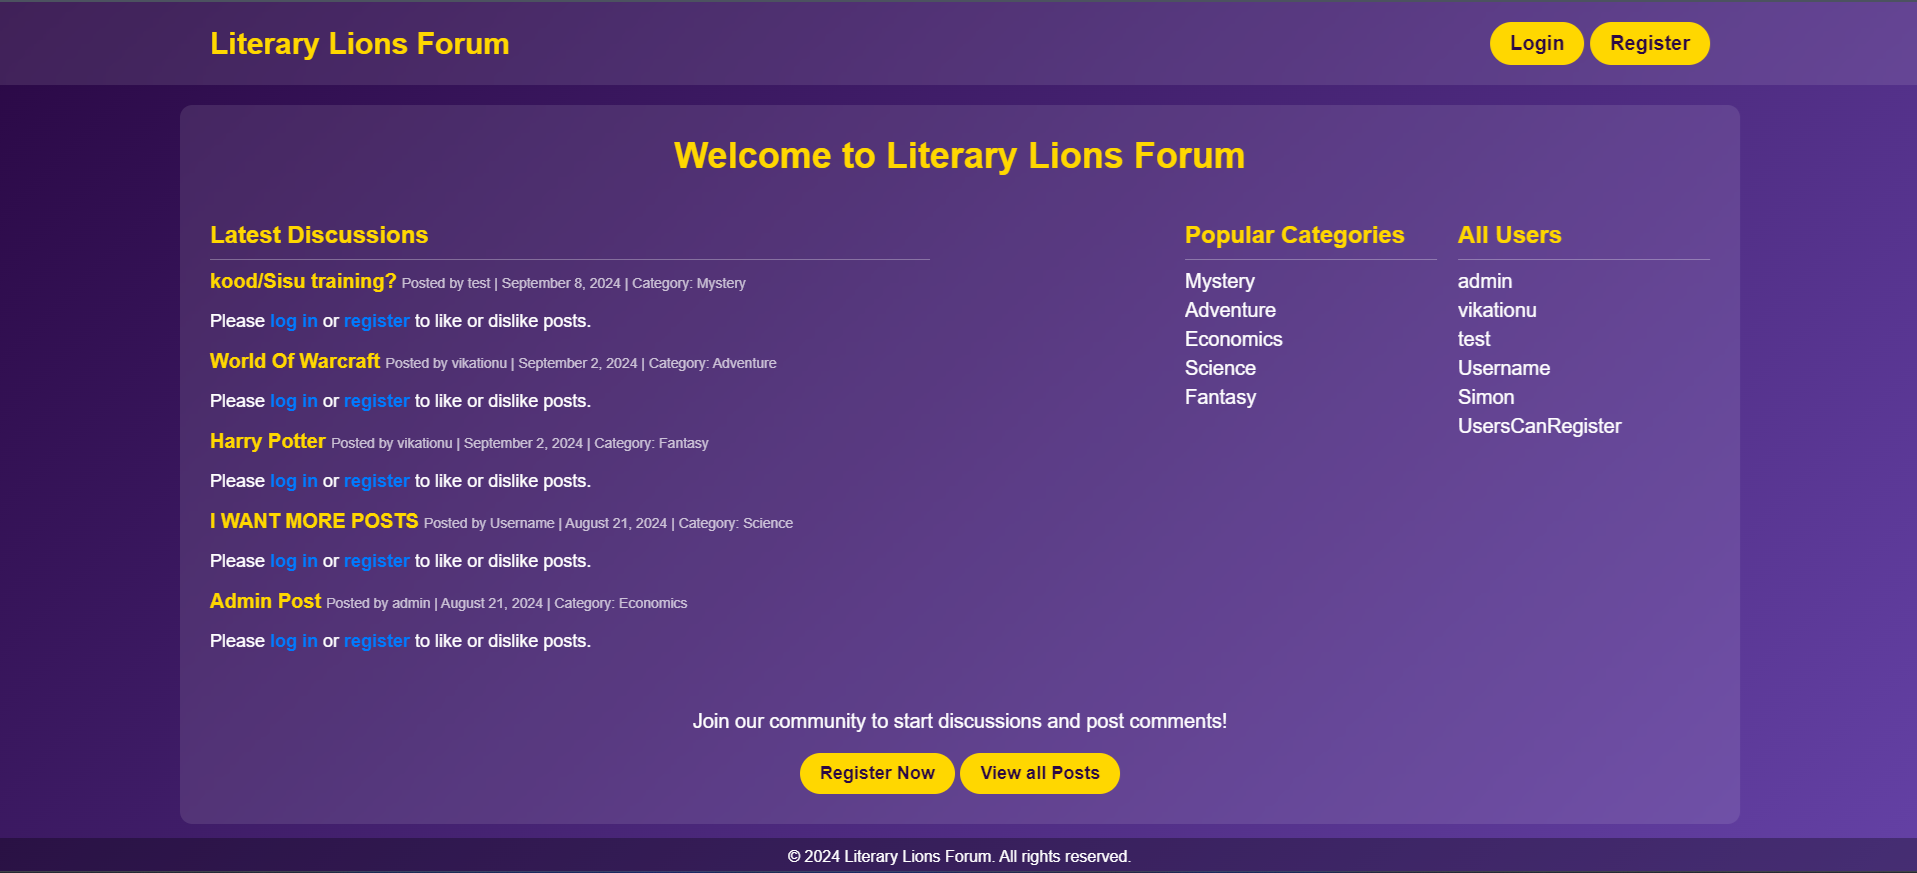 Literary Lions Forum
Login
Register
Welcome to Literary Lions Forum
Latest Discussions
kood/Sisu training? Posted by test | September 8, 2024 | Category: Mystery
Please log in or register to like or dislike posts.
World Of Warcraft Posted by vikationu | September 2, 2024 | Category: Adventure
Please log in or register to like or dislike posts.
Harry Potter Posted by vikationu | September 2, 2024 | Category: Fantasy
Please log in or register to like or dislike posts.
I WANT MORE POSTS Posted by Username | August 21, 2024 | Category: Science
Please log in or register to like or dislike posts.
Admin Post Posted by admin | August 21, 2024 | Category: Economics
Please log in or register to like or dislike posts.
Popular Categories
Mystery
Adventure
Economics
Science
Fantasy
All Users
admin
vikationu
test
Username
Simon
UsersCanRegister
Join our community to start discussions and post comments!
Register Now
View all Posts
© 2024 Literary Lions Forum. All rights reserved.